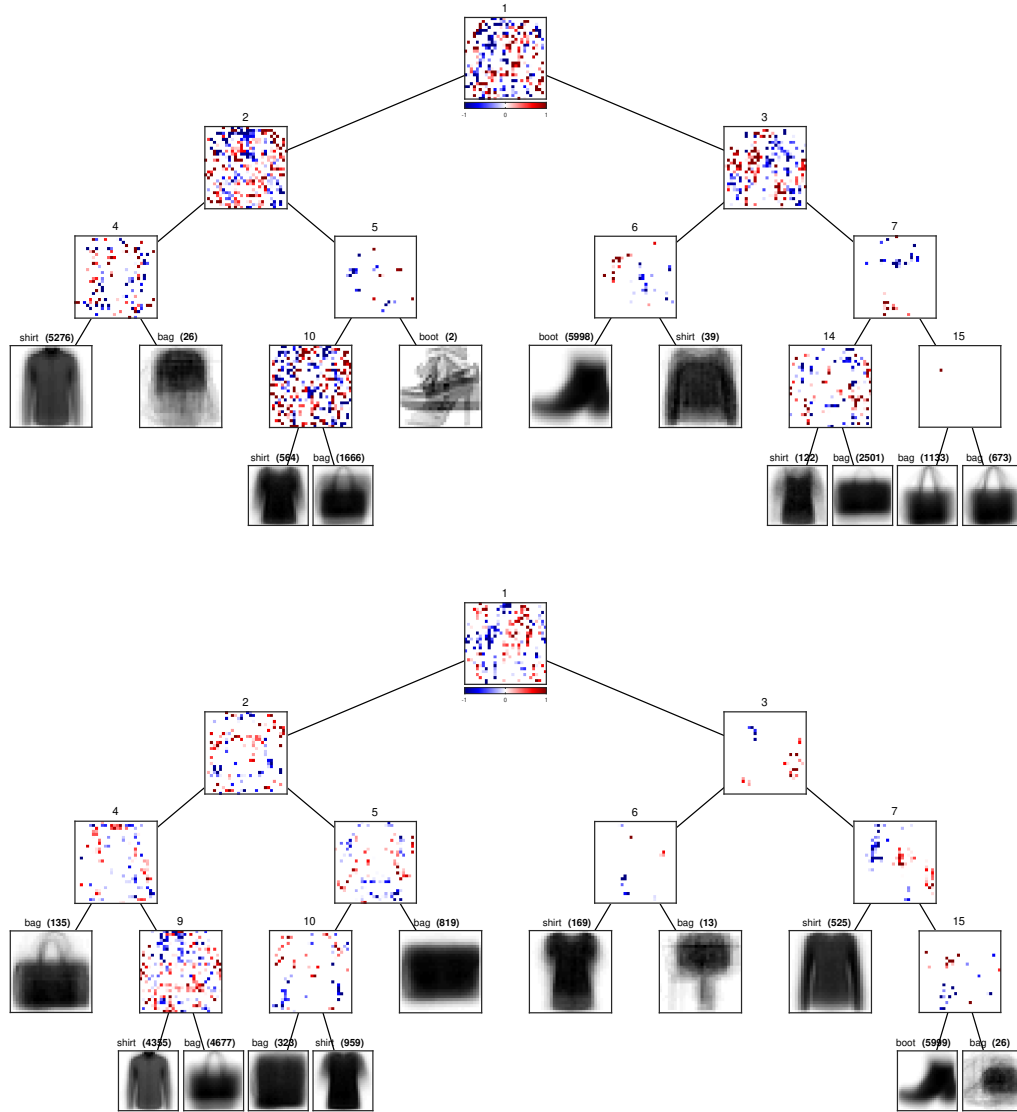 1
-1 0 1
2 3
4 5 6 7
shirt (5276) bag (26) 10 boot (2) boot (5998) shirt (39) 14 15
shirt (564) bag (1666) shirt (122) bag (2501) bag (1133) bag (673)
1
-1 0 1
2 3
4 5 6 7
bag (135) 9 10 bag (819) shirt (169) bag (13) shirt (525) 15
shirt (4355) bag (4677) bag (323) shirt (959) boot (5999) bag (26)